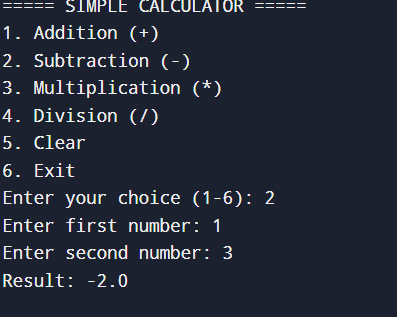 ===== SIMPLE CALCULATOR =====
1. Addition (+)
2. Subtraction (-)
3. Multiplication (*)
4. Division (/)
5. Clear
6. Exit
Enter your choice (1-6): 2
Enter first number: 1
Enter second number: 3
Result: -2.0